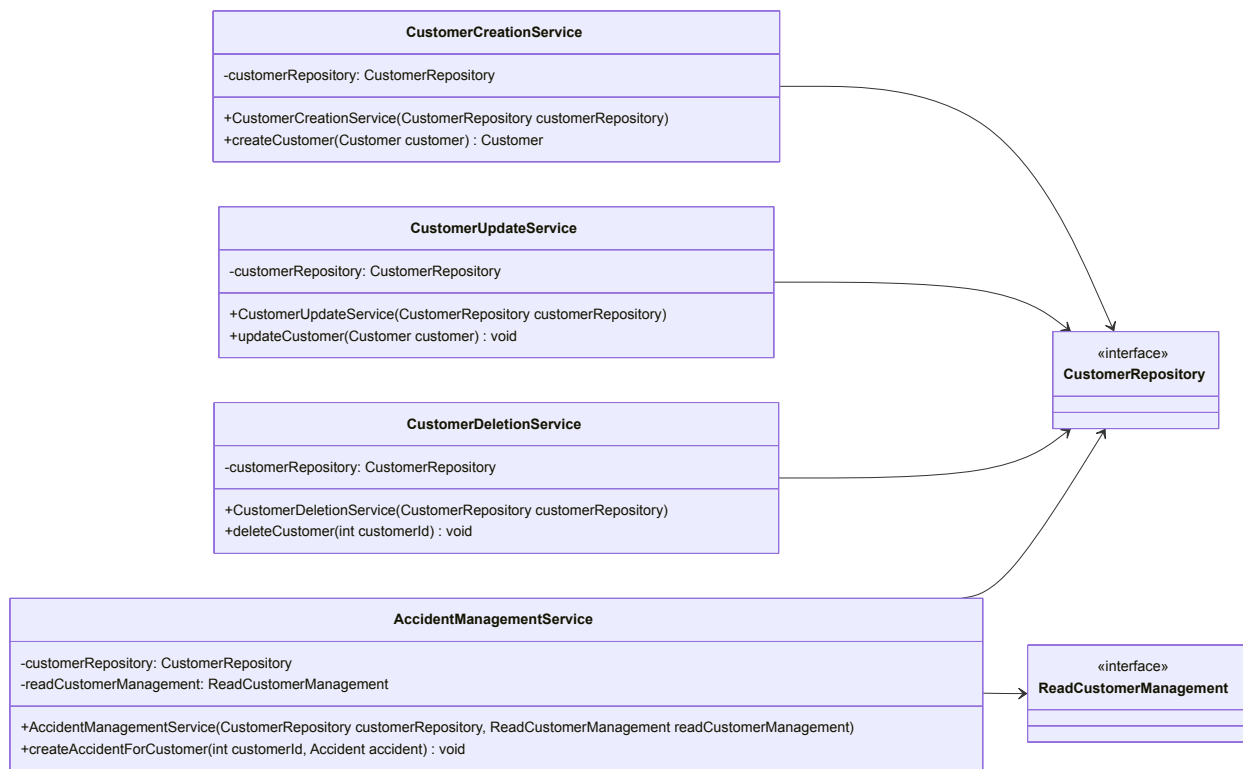 CustomerCreationService
-customerRepository: CustomerRepository
+CustomerCreationService(CustomerRepository customerRepository)
+createCustomer(Customer customer) : Customer
CustomerUpdateService
-customerRepository: CustomerRepository
+CustomerUpdateService(CustomerRepository customerRepository)
+updateCustomer(Customer customer) : void
«interface»
CustomerRepository
CustomerDeletionService
-customerRepository: CustomerRepository
+CustomerDeletionService(CustomerRepository customerRepository)
+deleteCustomer(int customerId) : void
AccidentManagementService
-customerRepository: CustomerRepository
-readCustomerManagement: ReadCustomerManagement
+AccidentManagementService(CustomerRepository customerRepository, ReadCustomerManagement readCustomerManagement)
+createAccidentForCustomer(int customerId, Accident accident) : void
«interface»
ReadCustomerManagement